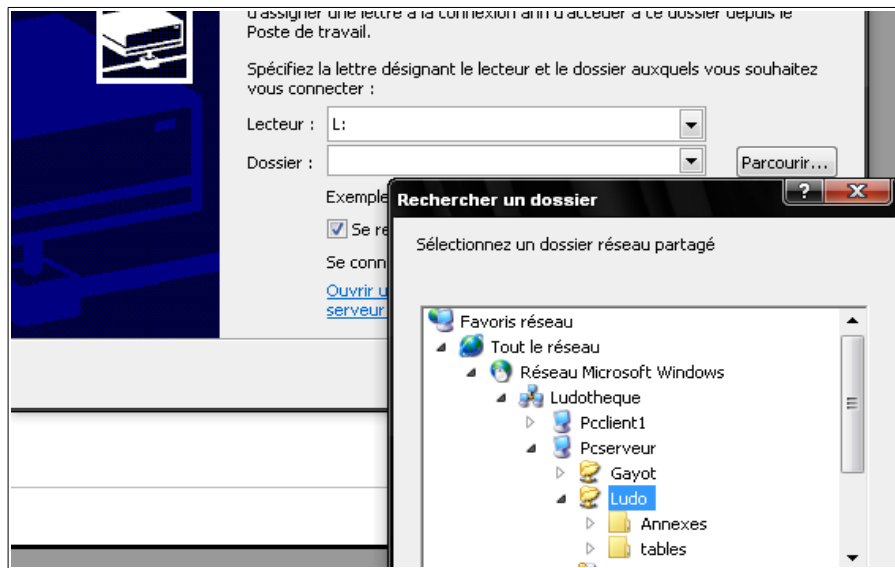 d'assigner une lettre à la connexion afin d'accéder à ce dossier depuis le
Poste de travail.
Spécifiez la lettre désignant le lecteur et le dossier auxquels vous souhaitez
vous connecter :
Lecteur :
L:
Dossier :
Parcourir...
Exemple
Se re
Se conn
Ouvrir u
serveur
Rechercher un dossier
?
X
Sélectionnez un dossier réseau partagé
Favoris réseau
Tout le réseau
Réseau Microsoft Windows
Ludotheque
Pcclient1
Pcserveur
Gayot
Ludo
Annexes
tables